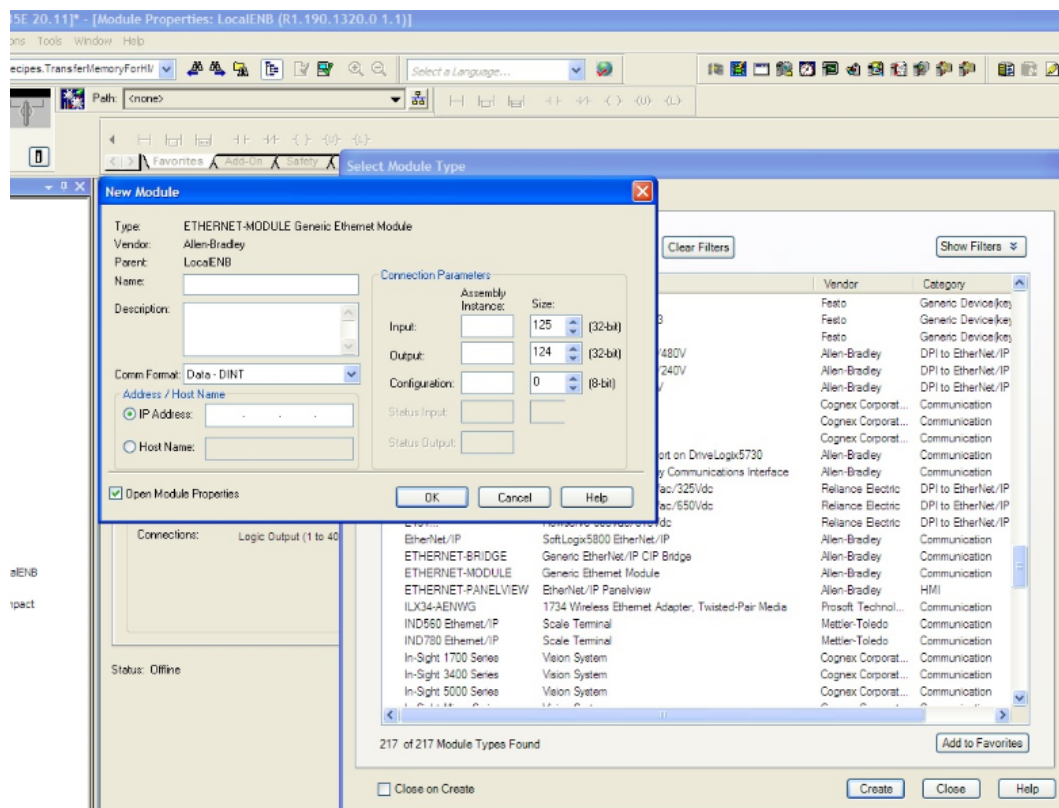 5E 20.11]* - [Module Properties: LocalENB (R1.190.1320.0 1.1)]
ons Tools Window Help
ecipes.TransferMemoryForHM
Select a Language...
Path: <none>
Favorites Add-On Safety
Select Module Type
New Module
Type: ETHERNET-MODULE Generic Ethernet Module
Vendor: Allen-Bradley
Parent: LocalENB
Name:
Description:
Comm Format: Data - DINT
Address / Host Name
IP Address: . . .
Host Name:
Connection Parameters
Assembly
Instance: Size:
Input: 125 (32-bit)
Output: 124 (32-bit)
Configuration: 0 (8-bit)
Status Input:
Status Output:
Open Module Properties
OK Cancel Help
Clear Filters
Show Filters
Vendor Category
Festo Generic Device(key
3 Festo Generic Device(key
Festo Generic Device(key
/480V Allen-Bradley DPI to EtherNet/IP
/240V Allen-Bradley DPI to EtherNet/IP
V Allen-Bradley DPI to EtherNet/IP
Cognex Corporat... Communication
Cognex Corporat... Communication
Cognex Corporat... Communication
ort on DriveLogix5730 Allen-Bradley Communication
y Communications Interface Allen-Bradley Communication
ac/325Vdc Reliance Electric DPI to EtherNet/IP
ac/650Vdc Reliance Electric DPI to EtherNet/IP
Reliance Electric DPI to EtherNet/IP
EtherNet/IP SoftLogix5800 EtherNet/IP Allen-Bradley Communication
ETHERNET-BRIDGE Generic EtherNet/IP CIP Bridge Allen-Bradley Communication
ETHERNET-MODULE Generic Ethernet Module Allen-Bradley Communication
ETHERNET-PANELVIEW EtherNet/IP Panelview Allen-Bradley HMI
ILX34-AENWG 1734 Wireless Ethernet Adapter, Twisted-Pair Media Prosoft Technol... Communication
IND560 Ethernet/IP Scale Terminal Mettler-Toledo Communication
IND780 Ethernet/IP Scale Terminal Mettler-Toledo Communication
In-Sight 1700 Series Vision System Cognex Corporat... Communication
In-Sight 3400 Series Vision System Cognex Corporat... Communication
In-Sight 5000 Series Vision System Cognex Corporat... Communication
Connections: Logic Output (1 to 40
alENB
mpact
Status: Offline
217 of 217 Module Types Found
Add to Favorites
Close on Create
Create Close Help